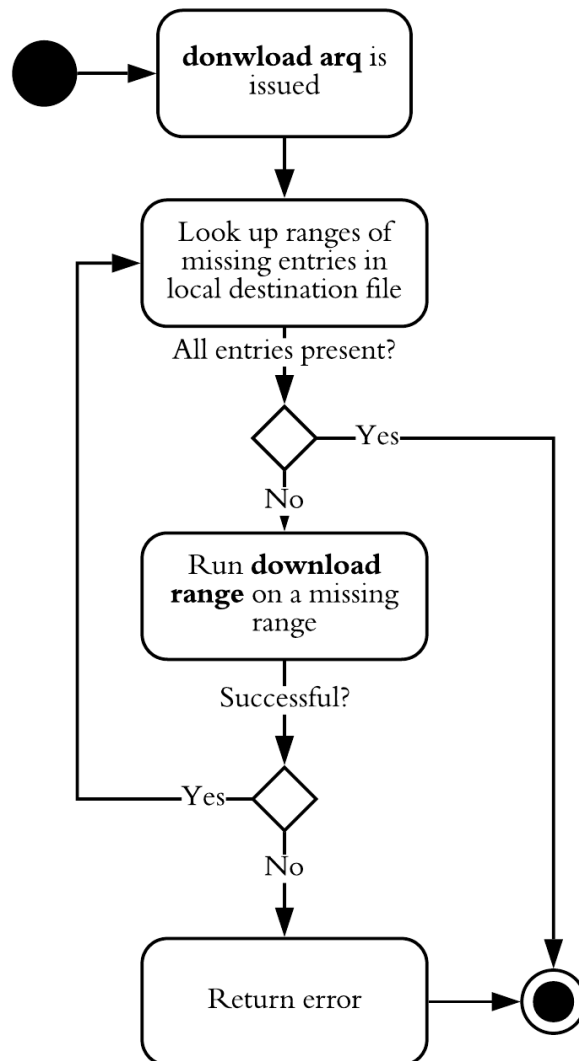 donwload arq is
issued
Look up ranges of
missing entries in
local destination file
All entries present?
Yes
No
Run download
range on a missing
range
Successful?
Yes
No
Return error